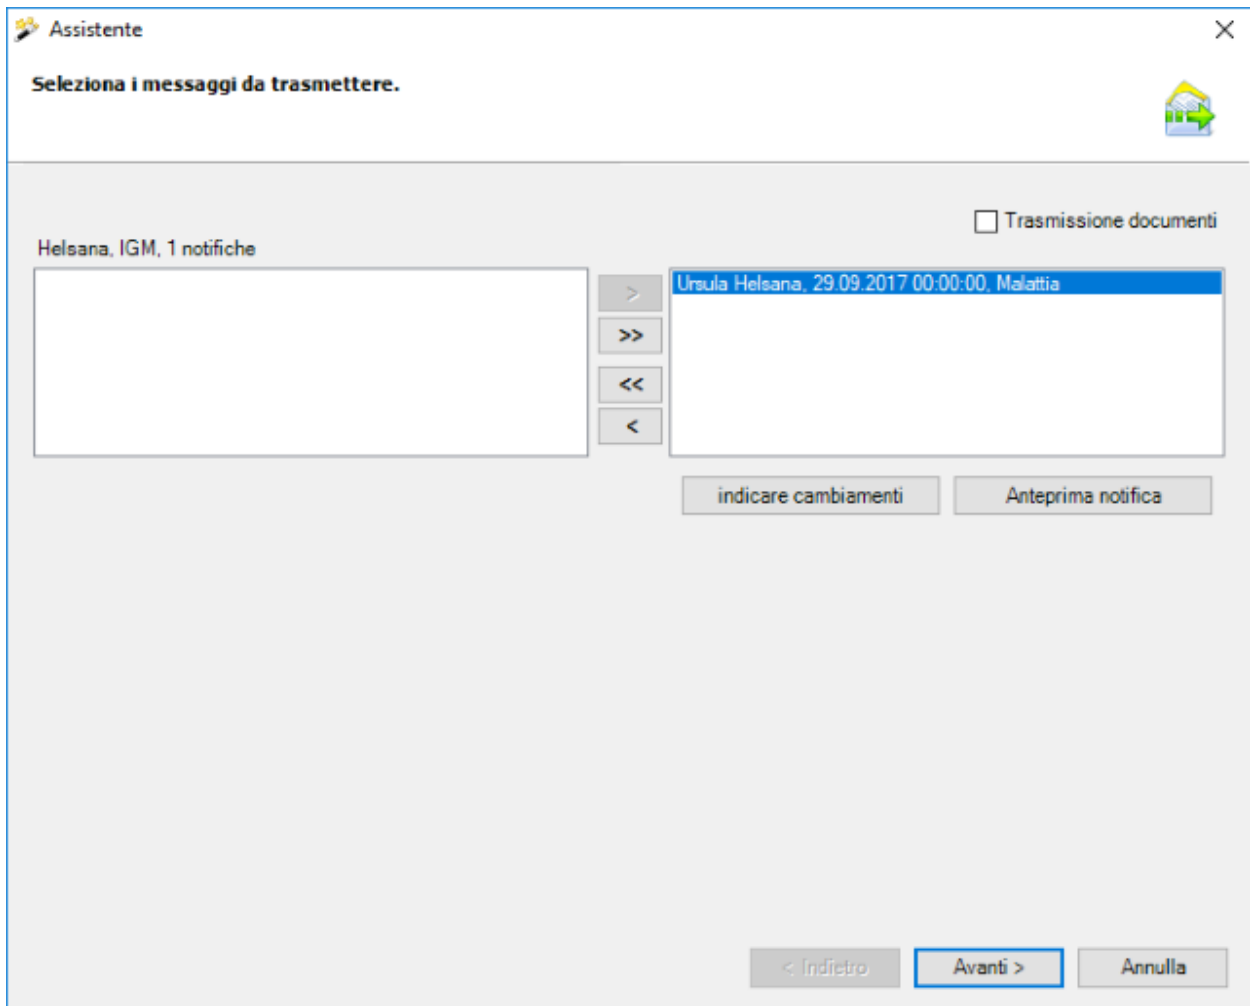 Assistente
Seleziona i messaggi da trasmettere.
Trasmissione documenti
Helsana, IGM, 1 notifiche
>
Ursula Helsana, 29.09.2017 00:00:00, Malattia
>>
<<
<
indicare cambiamenti
Anteprima notifica
< Indietro
Avanti >
Annulla